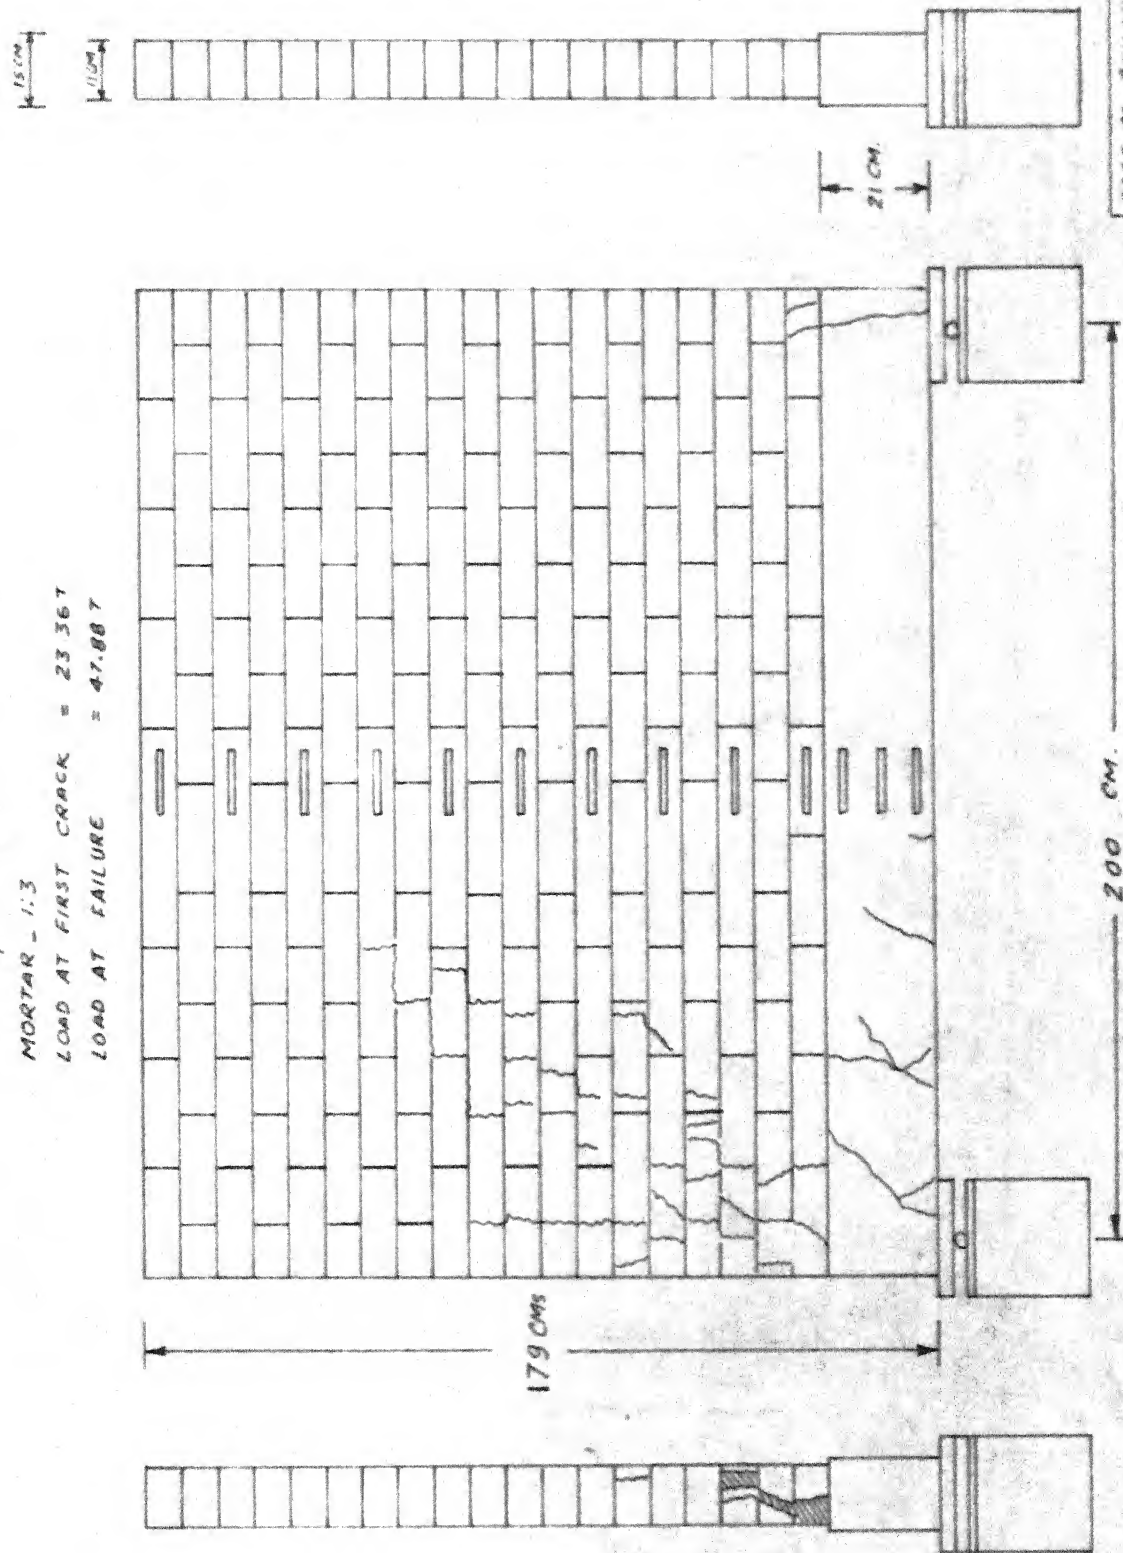 MORTAR _ 1:3
LOAD AT FIRST CRACK = 23 36T
LOAD AT FAILURE = 47.88 T
15 CM
11 CM
179 CMS
21 CM.
200 . CM.